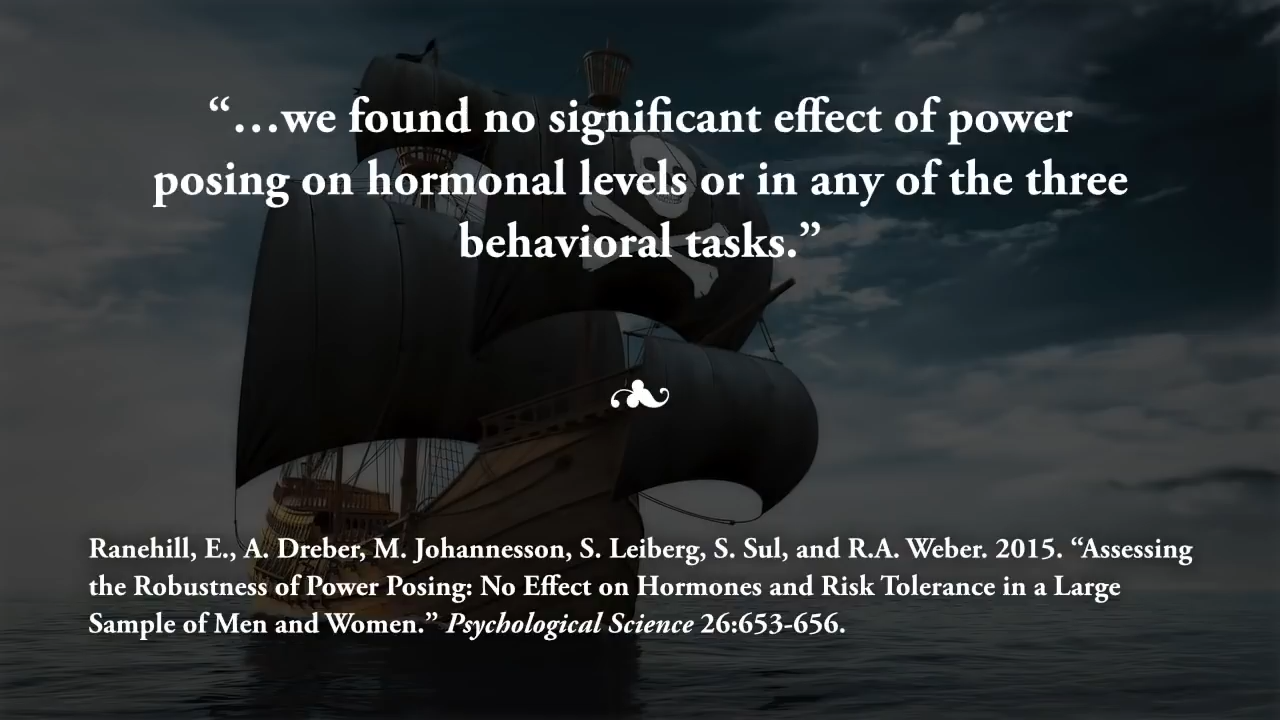 “…we found no significant effect of power
posing on hormonal levels or in any of the three
behavioral tasks.”
Ranehill, E., A. Dreber, M. Johannesson, S. Leiberg, S. Sul, and R.A. Weber. 2015. “Assessing
the Robustness of Power Posing: No Effect on Hormones and Risk Tolerance in a Large
Sample of Men and Women.” Psychological Science 26:653-656.